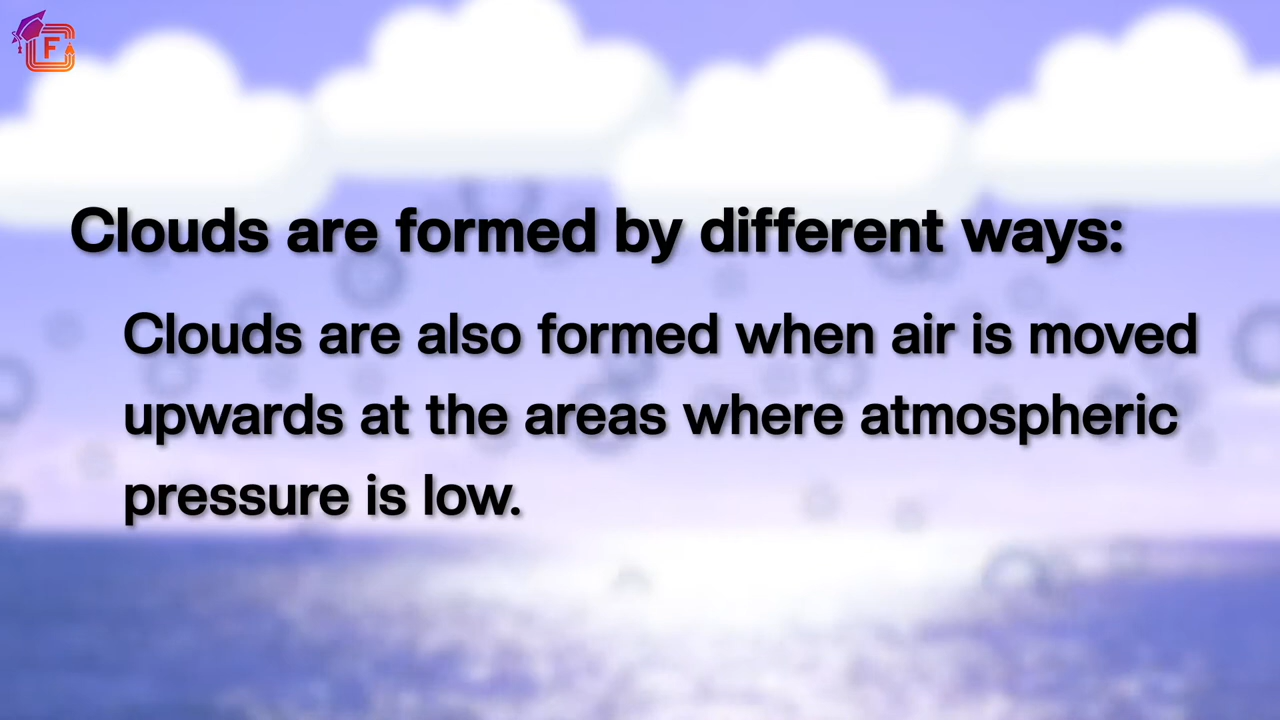 F
Clouds are formed by different ways:
Clouds are also formed when air is moved
upwards at the areas where atmospheric
pressure is low.